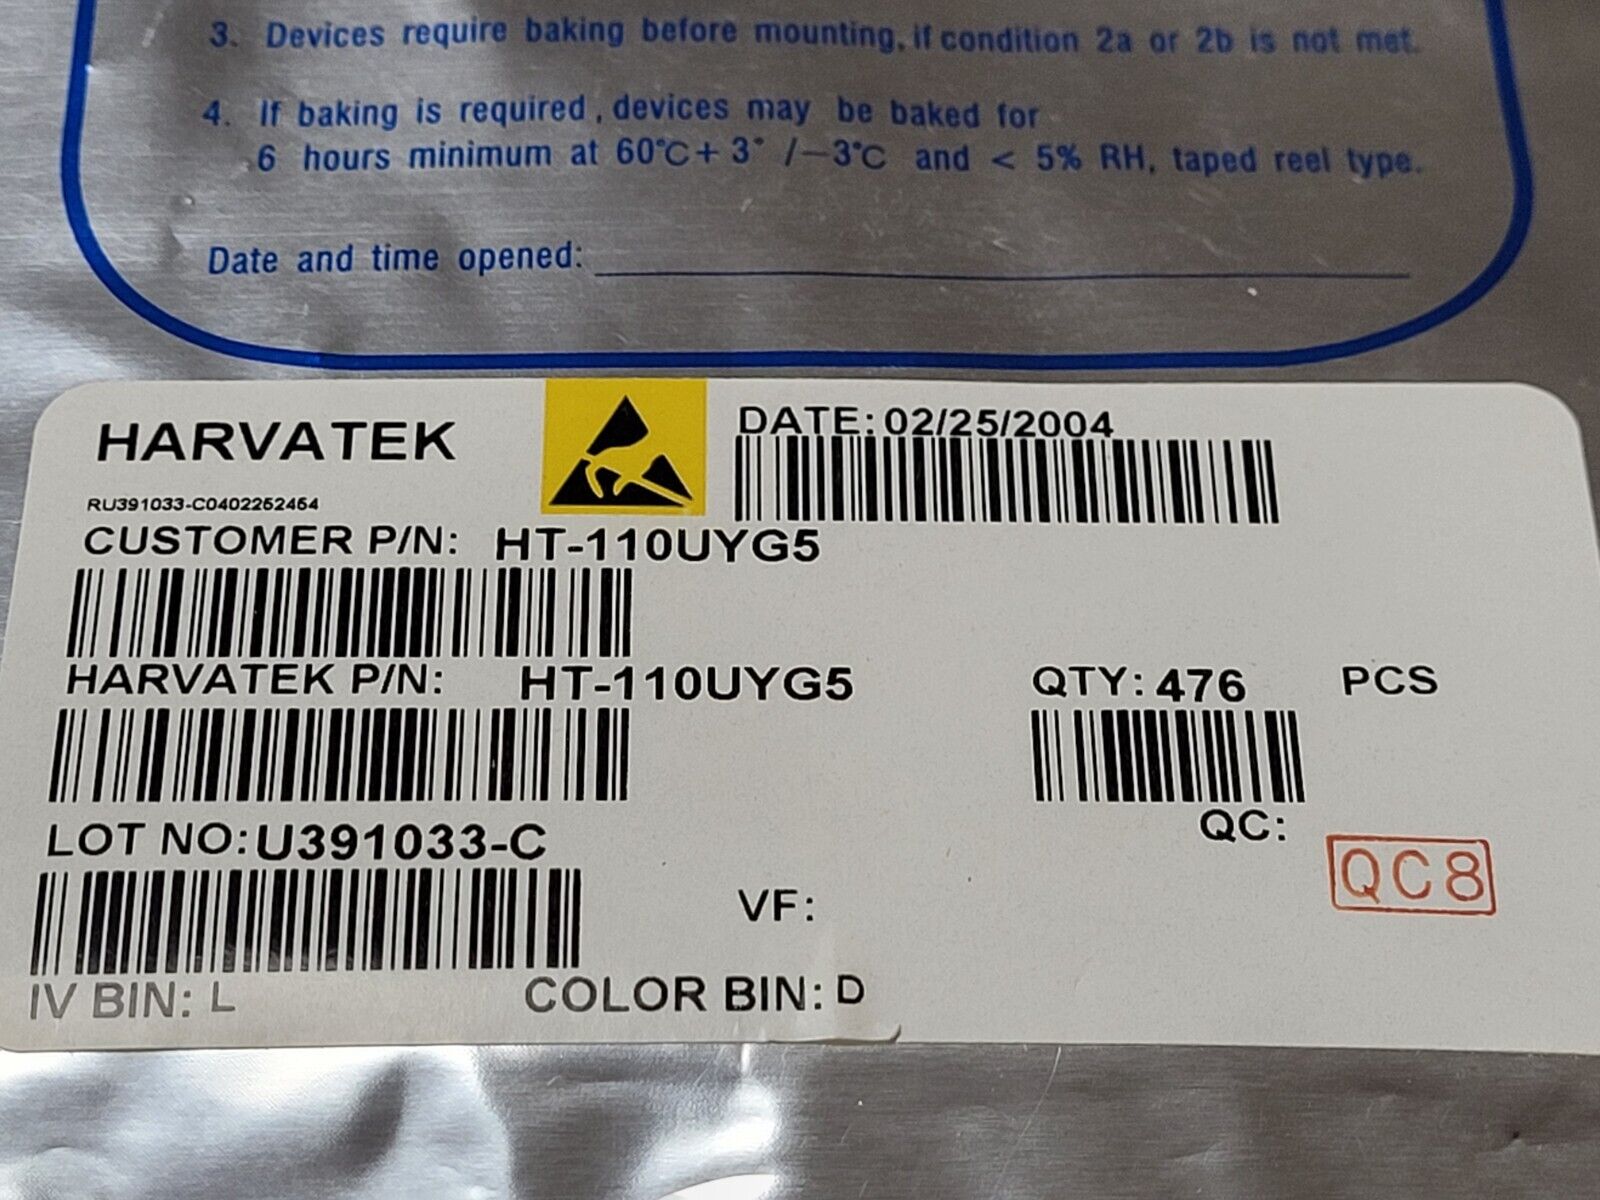 3. Devices require baking before mounting, if condition 2a or 2b is not met.
4. If baking is required, devices may be baked for
6 hours minimum at 60°C + 3° /−3°C and < 5% RH, taped reel type.
Date and time opened:
HARVATEK
DATE: 02/25/2004
RU391033-C0402252454
CUSTOMER P/N: HT-110UYG5
HARVATEK P/N: HT-110UYG5
QTY: 476 PCS
LOT NO: U391033-C
QC:
QC8
VF:
IV BIN: L
COLOR BIN: D